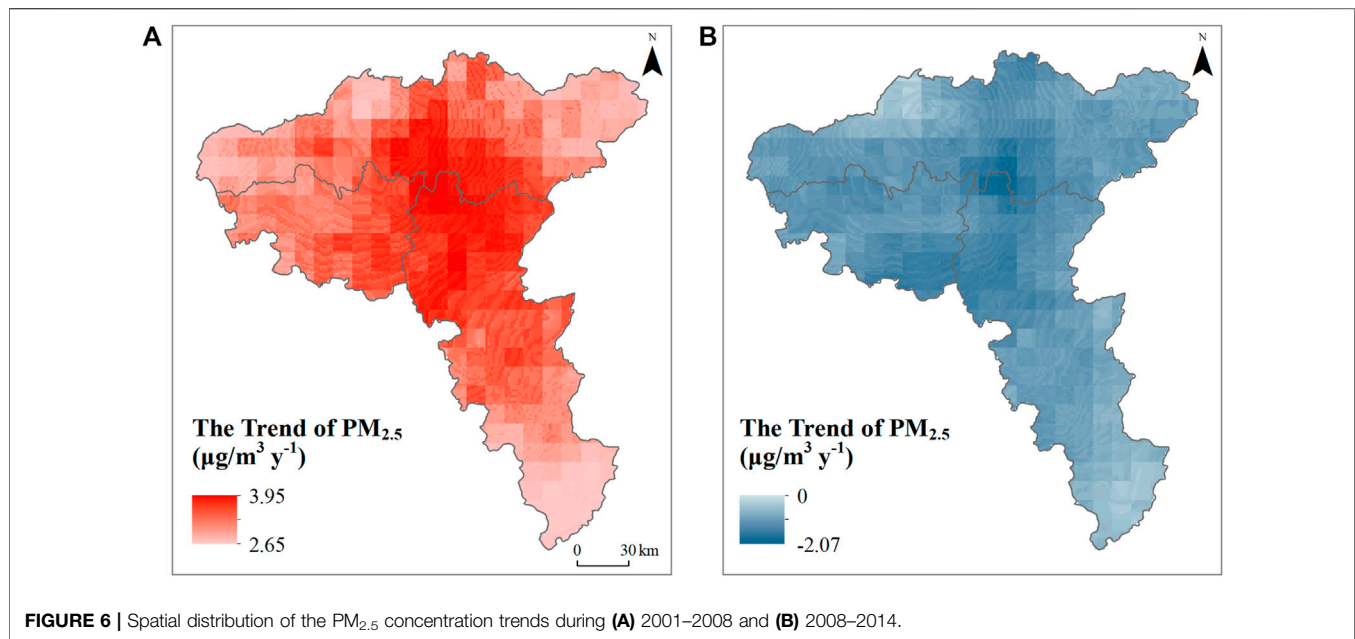 A
N
The Trend of PM2.5
(µg/m³ y⁻¹)
3.95
2.65
0 30 km
B
N
The Trend of PM2.5
(µg/m³ y⁻¹)
0
-2.07
FIGURE 6 | Spatial distribution of the PM2.5 concentration trends during (A) 2001–2008 and (B) 2008–2014.